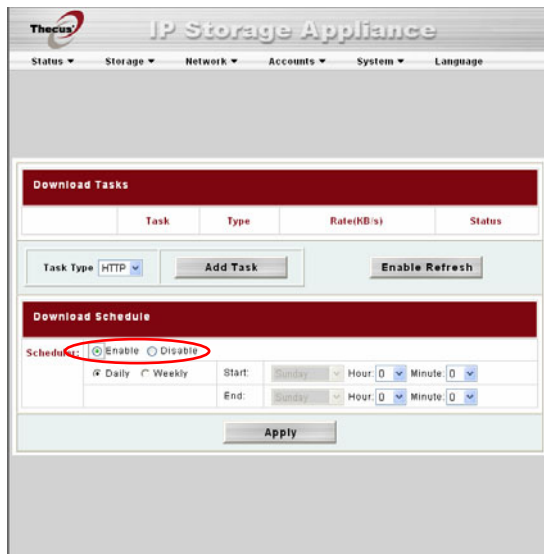 Thecus IP Storage Appliance
Status Storage Network Accounts System Language
Download Tasks
Task Type Rate(KB/s) Status
Task Type HTTP Add Task Enable Refresh
Download Schedule
Scheduler: Enable Disable
Daily Weekly Start: Sunday Hour: 0 Minute: 0
End: Sunday Hour: 0 Minute: 0
Apply